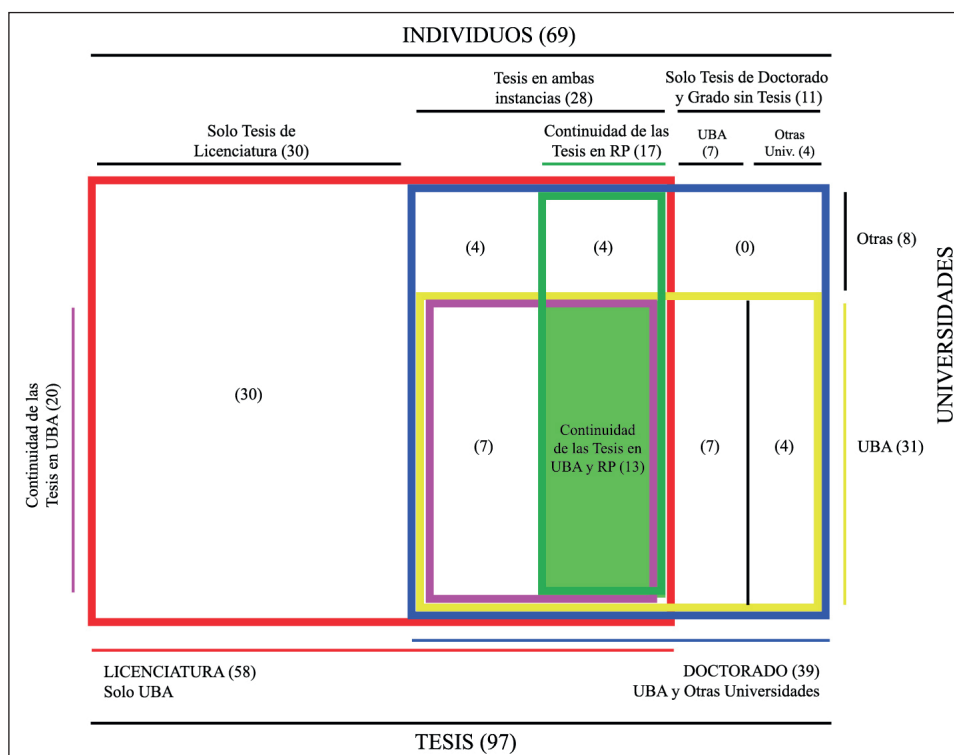 INDIVIDUOS (69)
Tesis en ambas
instancias (28)
Solo Tesis de Doctorado
y Grado sin Tesis (11)
Solo Tesis de
Licenciatura (30)
Continuidad de las
Tesis en RP (17)
UBA
(7)
Otras
Univ. (4)
(4)
(4)
(0)
Otras (8)
UNIVERSIDADES
Continuidad de las
Tesis en UBA (20)
(30)
(7)
Continuidad
de las Tesis en
UBA y RP (13)
(7)
(4)
UBA (31)
LICENCIATURA (58)
Solo UBA
DOCTORADO (39)
UBA y Otras Universidades
TESIS (97)